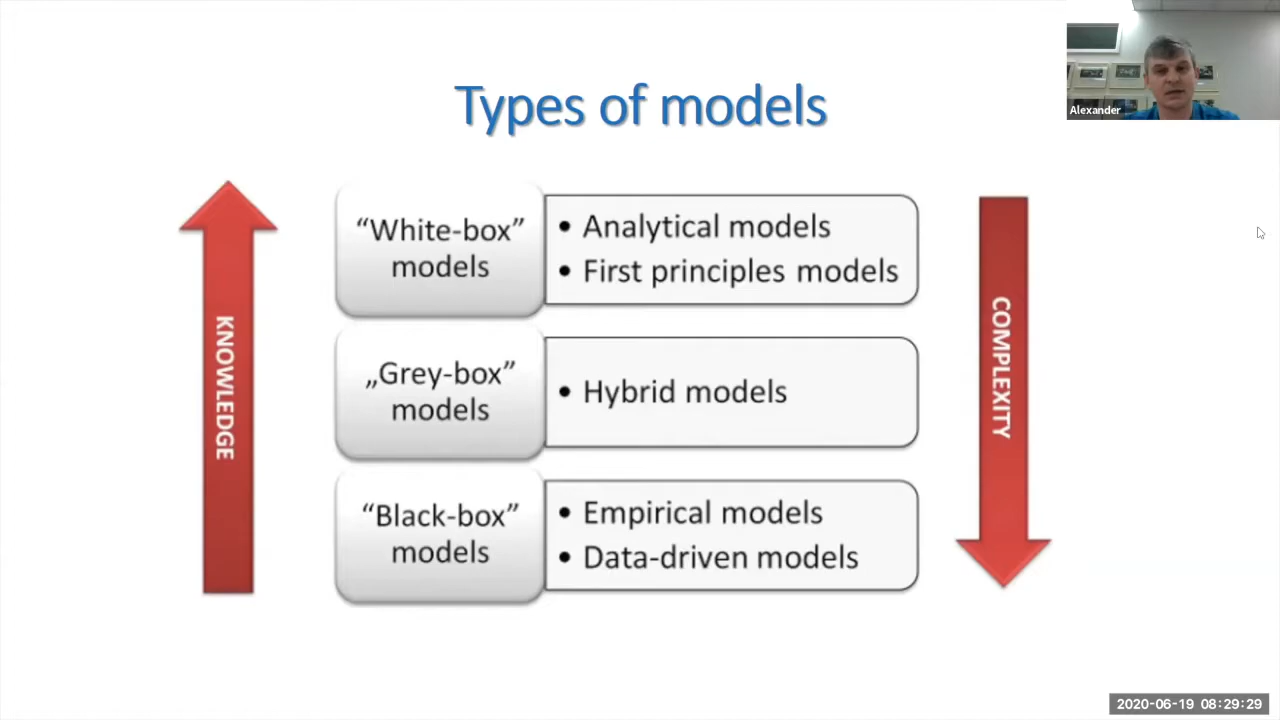 Types of models
Alexander
KNOWLEDGE
“White-box”
models
• Analytical models
• First principles models
„Grey-box”
models
• Hybrid models
“Black-box”
models
• Empirical models
• Data-driven models
COMPLEXITY
2020-06-19 08:29:29